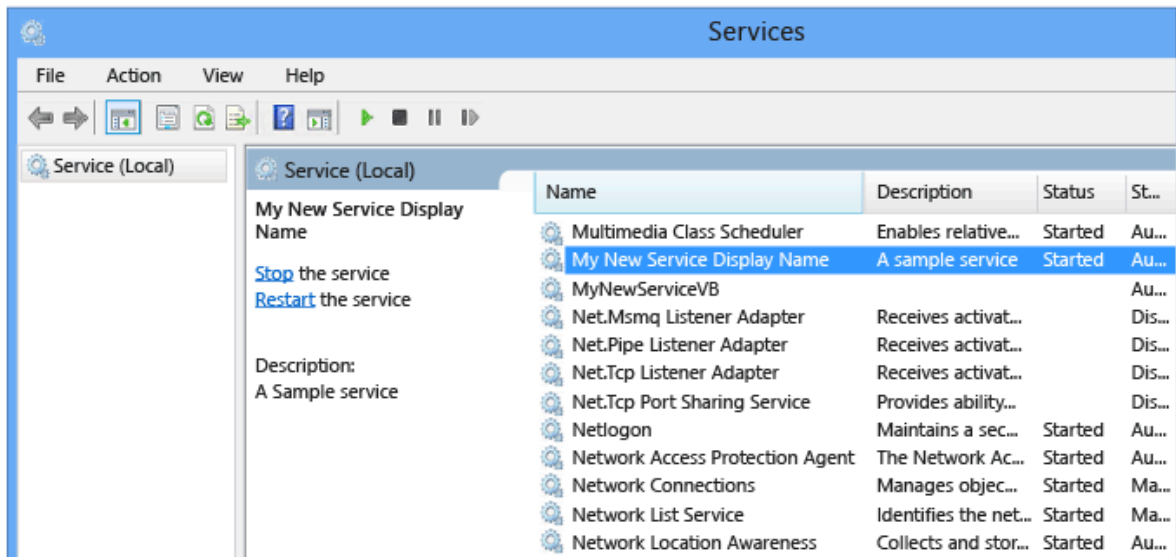 Services
File Action View Help
Service (Local)
Service (Local)
My New Service Display
Name
Stop the service
Restart the service
Description:
A Sample service
Name Description Status St...
Multimedia Class Scheduler Enables relative... Started Au...
My New Service Display Name A sample service Started Au...
MyNewServiceVB Au...
Net.Msmq Listener Adapter Receives activat... Dis...
Net.Pipe Listener Adapter Receives activat... Dis...
Net.Tcp Listener Adapter Receives activat... Dis...
Net.Tcp Port Sharing Service Provides ability... Dis...
Netlogon Maintains a sec... Started Au...
Network Access Protection Agent The Network Ac... Started Au...
Network Connections Manages objec... Started Ma...
Network List Service Identifies the net... Started Ma...
Network Location Awareness Collects and stor... Started Au...